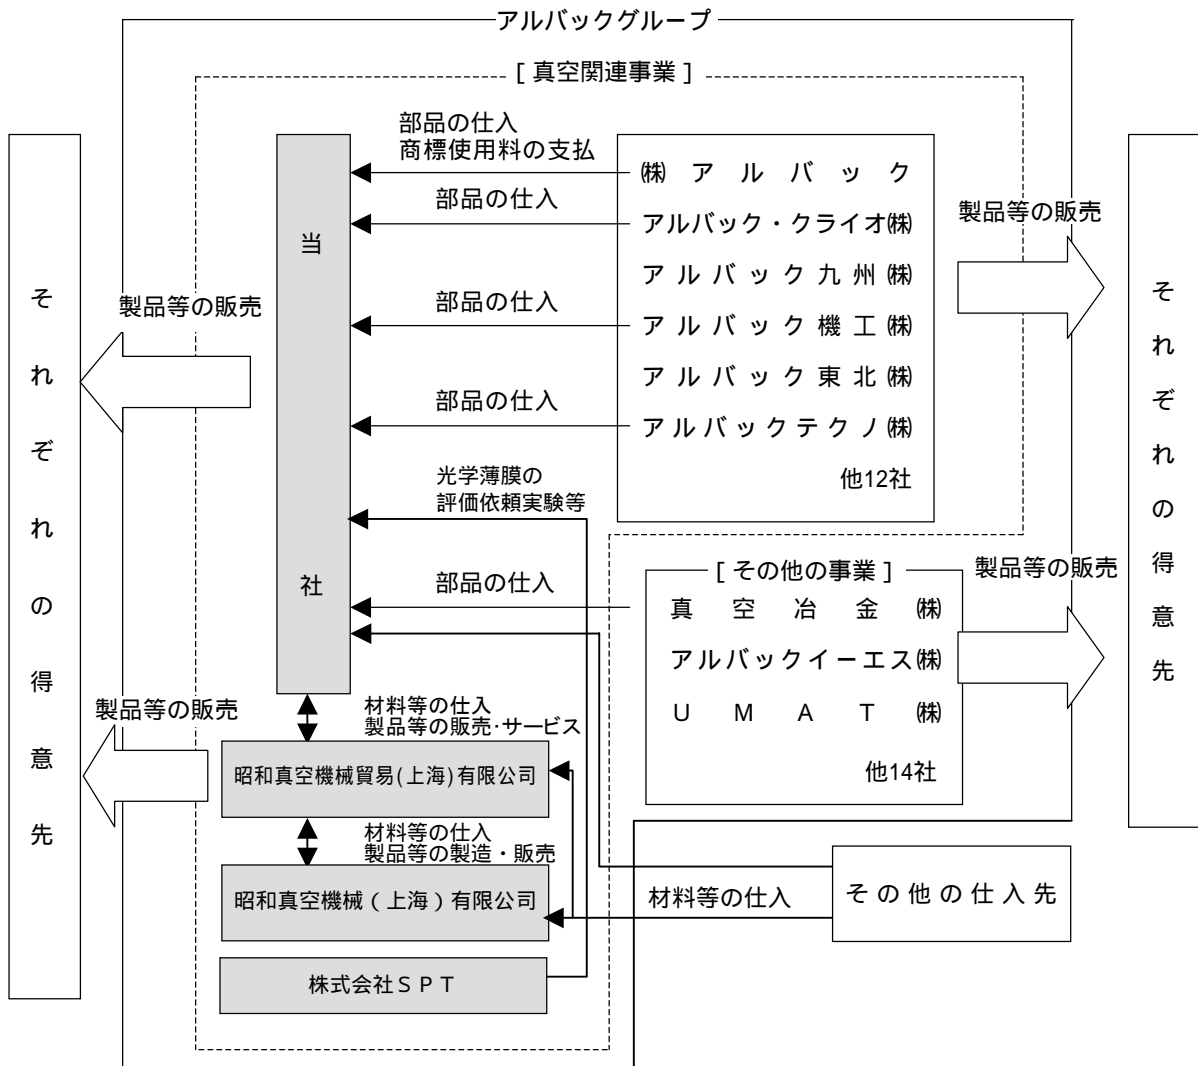 アルバックグループ
[ 真空関連事業 ]
部品の仕入
商標使用料の支払
㈱アルバック
部品の仕入
アルバック・クライオ㈱
製品等の販売
アルバック九州㈱
当社
製品等の販売
部品の仕入
アルバック機工㈱
アルバック東北㈱
部品の仕入
アルバックテクノ㈱
他12社
光学薄膜の
評価依頼実験等
それぞれの得意先
それぞれの得意先
[ その他の事業 ]
製品等の販売
部品の仕入
真空冶金㈱
アルバックイーエス㈱
UMAT㈱
他14社
製品等の販売
材料等の仕入
製品等の販売・サービス
昭和真空機械貿易(上海)有限公司
材料等の仕入
製品等の製造・販売
昭和真空機械(上海)有限公司
材料等の仕入
その他の仕入先
株式会社SPT